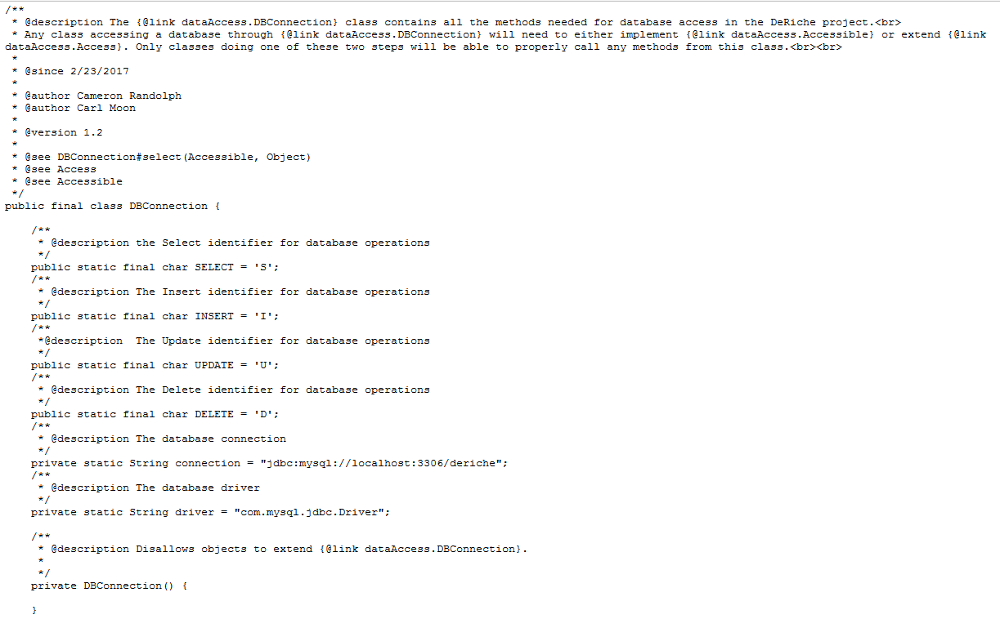 /**
 * @description The {@link dataAccess.DBConnection} class contains all the methods needed for database access in the DeRiche project.<br>
 * Any class accessing a database through {@link dataAccess.DBConnection} will need to either implement {@link dataAccess.Accessible} or extend {@link
dataAccess.Access}. Only classes doing one of these two steps will be able to properly call any methods from this class.<br><br>
 *
 * @since 2/23/2017
 *
 * @author Cameron Randolph
 * @author Carl Moon
 *
 * @version 1.2
 *
 * @see DBConnection#select(Accessible, Object)
 * @see Access
 * @see Accessible
 */
public final class DBConnection {

    /**
     * @description the Select identifier for database operations
     */
    public static final char SELECT = 'S';
    /**
     * @description The Insert identifier for database operations
     */
    public static final char INSERT = 'I';
    /**
     *@description  The Update identifier for database operations
     */
    public static final char UPDATE = 'U';
    /**
     * @description The Delete identifier for database operations
     */
    public static final char DELETE = 'D';
    /**
     * @description The database connection
     */
    private static String connection = "jdbc:mysql://localhost:3306/deriche";
    /**
     * @description The database driver
     */
    private static String driver = "com.mysql.jdbc.Driver";

    /**
     * @description Disallows objects to extend {@link dataAccess.DBConnection}.
     *
     */
    private DBConnection() {

    }